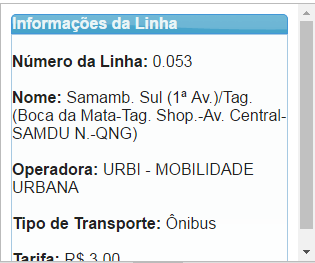 Informações da Linha
Número da Linha: 0.053
Nome: Samamb. Sul (1ª Av.)/Tag.
(Boca da Mata-Tag. Shop.-Av. Central-
SAMDU N.-QNG)
Operadora: URBI - MOBILIDADE
URBANA
Tipo de Transporte: Ônibus
Tarifa: R$ 3,00